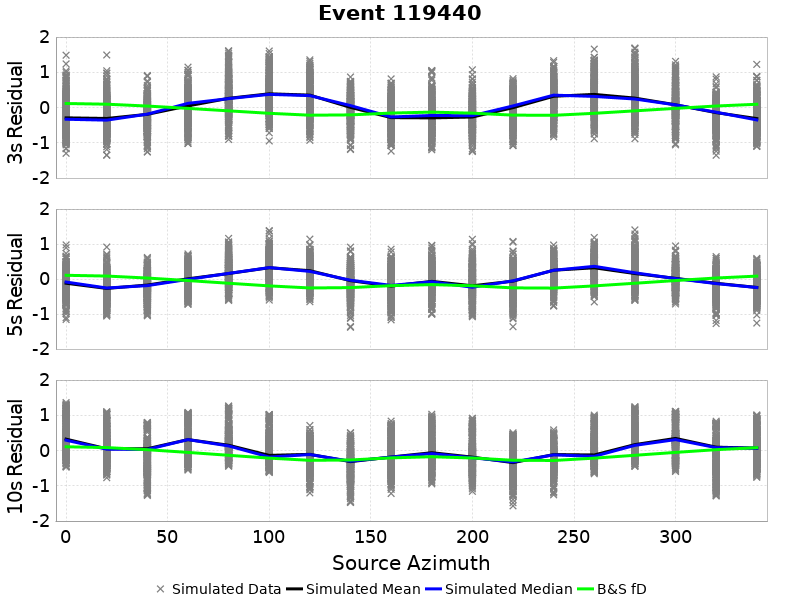 Event 119440
3s Residual
2
1
0
-1
-2
5s Residual
2
1
0
-1
-2
10s Residual
2
1
0
-1
-2
0 50 100 150 200 250 300
Source Azimuth
Simulated Data Simulated Mean Simulated Median B&S fD